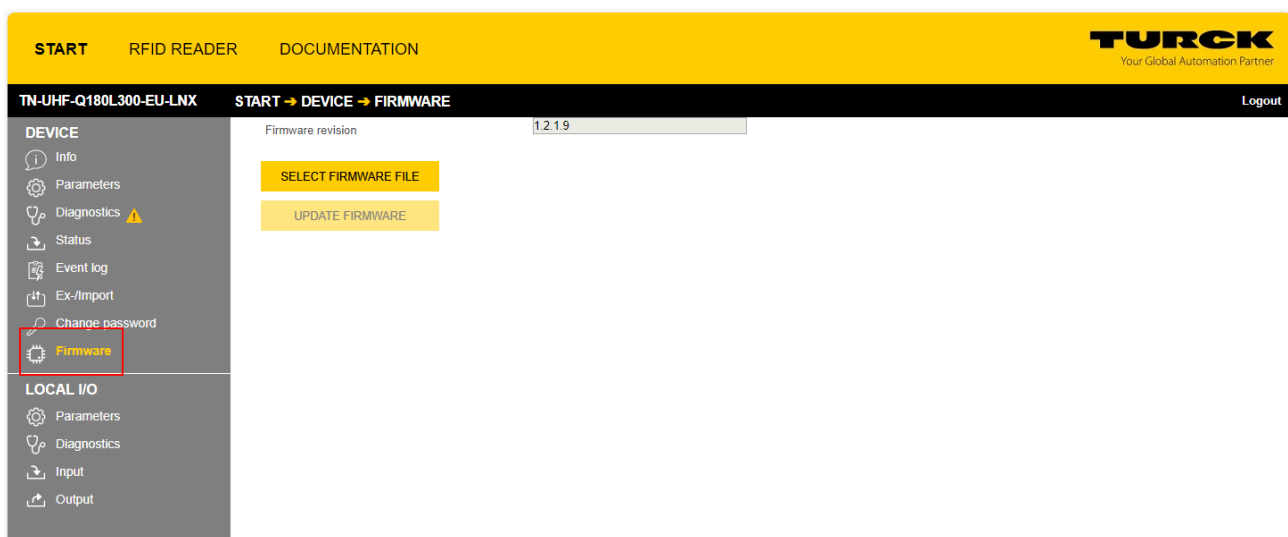 START RFID READER DOCUMENTATION
TURCK
Your Global Automation Partner
TN-UHF-Q180L300-EU-LNX START ➔ DEVICE ➔ FIRMWARE Logout
DEVICE
Info
Parameters
Diagnostics
Status
Event log
Ex-/Import
Change password
Firmware
LOCAL I/O
Parameters
Diagnostics
Input
Output
Firmware revision 1.2.1.9
SELECT FIRMWARE FILE
UPDATE FIRMWARE